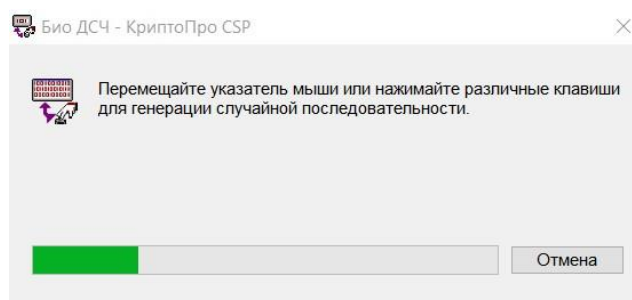 Био ДСЧ - КриптоПро CSP
Перемещайте указатель мыши или нажимайте различные клавиши
для генерации случайной последовательности.
Отмена